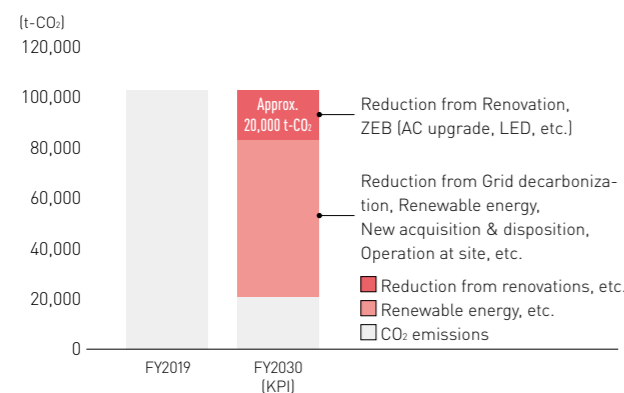 (t-CO₂)
120,000
100,000
80,000
60,000
40,000
20,000
0
Approx.
20,000 t-CO₂
Reduction from Renovation,
ZEB (AC upgrade, LED, etc.)
Reduction from Grid decarboniza-
tion, Renewable energy,
New acquisition & disposition,
Operation at site, etc.
Reduction from renovations, etc.
Renewable energy, etc.
CO₂ emissions
FY2019
FY2030
(KPI)